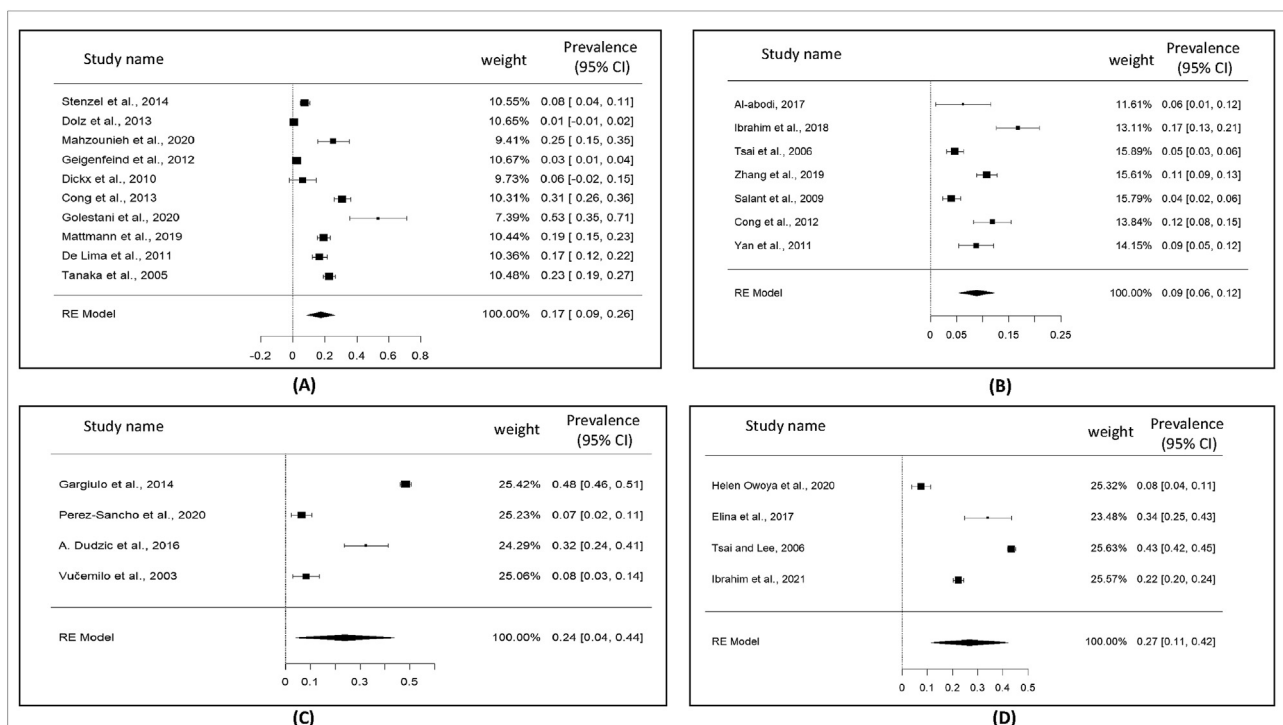 Study name weight Prevalence
(95% CI)
Stenzel et al., 2014 10.55% 0.08 [ 0.04, 0.11]
Dolz et al., 2013 10.65% 0.01 [-0.01, 0.02]
Mahzounieh et al., 2020 9.41% 0.25 [ 0.15, 0.35]
Geigenfeind et al., 2012 10.67% 0.03 [ 0.01, 0.04]
Dickx et al., 2010 9.73% 0.06 [-0.02, 0.15]
Cong et al., 2013 10.31% 0.31 [ 0.26, 0.36]
Golestani et al., 2020 7.39% 0.53 [ 0.35, 0.71]
Mattmann et al., 2019 10.44% 0.19 [ 0.15, 0.23]
De Lima et al., 2011 10.36% 0.17 [ 0.12, 0.22]
Tanaka et al., 2005 10.48% 0.23 [ 0.19, 0.27]
RE Model 100.00% 0.17 [ 0.09, 0.26]
-0.2 0 0.2 0.4 0.6 0.8
(A)
Study name weight Prevalence
(95% CI)
Al-abodi, 2017 11.61% 0.06 [0.01, 0.12]
Ibrahim et al., 2018 13.11% 0.17 [0.13, 0.21]
Tsai et al., 2006 15.89% 0.05 [0.03, 0.06]
Zhang et al., 2019 15.61% 0.11 [0.09, 0.13]
Salant et al., 2009 15.79% 0.04 [0.02, 0.06]
Cong et al., 2012 13.84% 0.12 [0.08, 0.15]
Yan et al., 2011 14.15% 0.09 [0.05, 0.12]
RE Model 100.00% 0.09 [0.06, 0.12]
0 0.05 0.15 0.25
(B)
Study name weight Prevalence
(95% CI)
Gargiulo et al., 2014 25.42% 0.48 [0.46, 0.51]
Perez-Sancho et al., 2020 25.23% 0.07 [0.02, 0.11]
A. Dudzic et al., 2016 24.29% 0.32 [0.24, 0.41]
Vučemilo et al., 2003 25.06% 0.08 [0.03, 0.14]
RE Model 100.00% 0.24 [0.04, 0.44]
0 0.1 0.3 0.5
(C)
Study name weight Prevalence
(95% CI)
Helen Owoya et al., 2020 25.32% 0.08 [0.04, 0.11]
Elina et al., 2017 23.48% 0.34 [0.25, 0.43]
Tsai and Lee, 2006 25.63% 0.43 [0.42, 0.45]
Ibrahim et al., 2021 25.57% 0.22 [0.20, 0.24]
RE Model 100.00% 0.27 [0.11, 0.42]
0 0.1 0.2 0.3 0.4 0.5
(D)